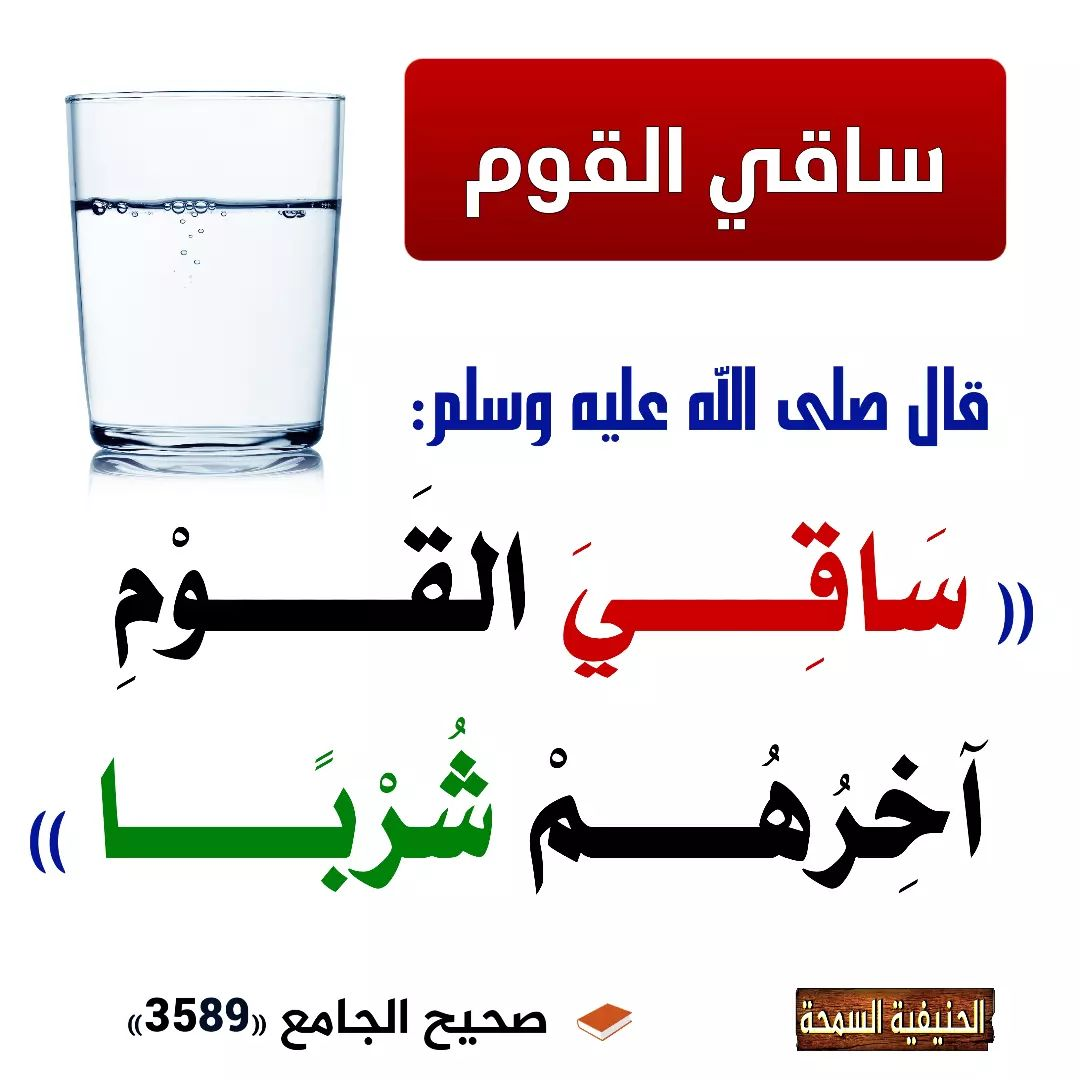 ساقي القوم
قال صلى الله عليه وسلم:
(( سَاقِيَ القَوْمِ
آخِرُهُمْ شُرْبًا ))
صحيح الجامع ((3589))
الحنيفية السمحة